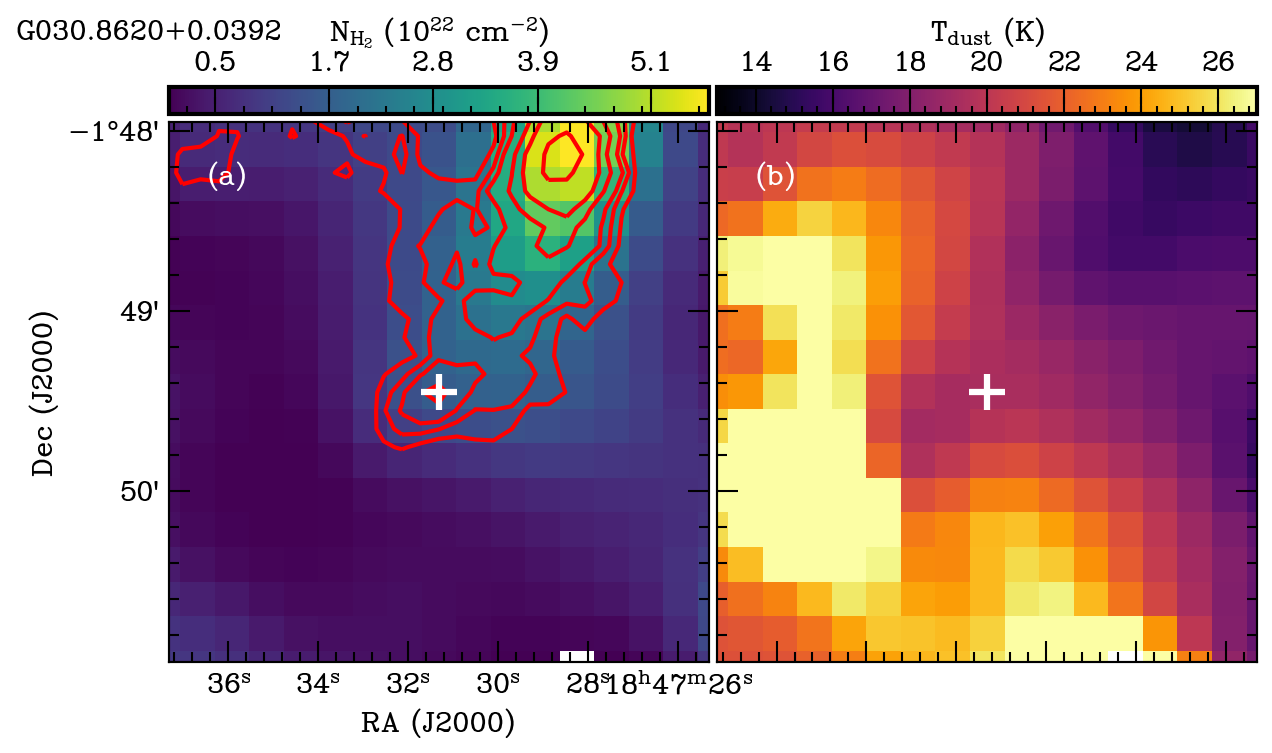 G030.8620+0.0392 N_H₂ (10²² cm⁻²) T_dust (K)
0.5 1.7 2.8 3.9 5.1 14 16 18 20 22 24 26
−1°48'
(a) (b)
49'
Dec (J2000)
50'
36ˢ 34ˢ 32ˢ 30ˢ 28ˢ 18ʰ47ᵐ26ˢ
RA (J2000)